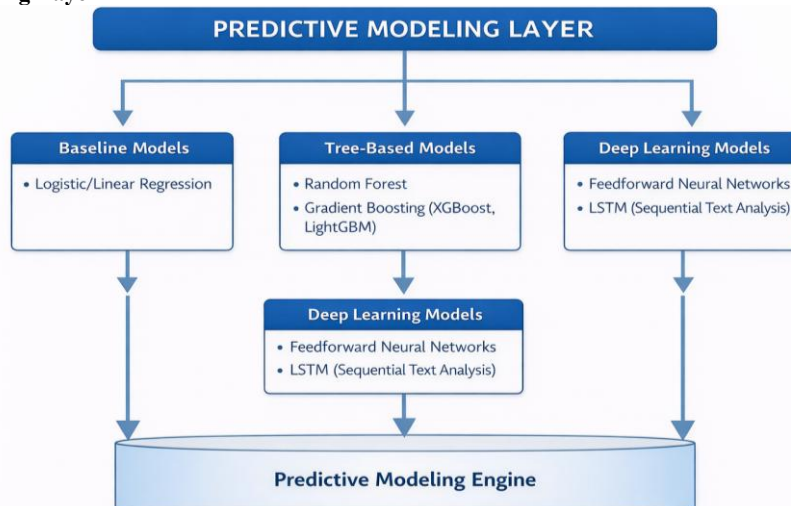 PREDICTIVE MODELING LAYER
Baseline Models
• Logistic/Linear Regression
Tree-Based Models
• Random Forest
• Gradient Boosting (XGBoost,
LightGBM)
Deep Learning Models
• Feedforward Neural Networks
• LSTM (Sequential Text Analysis)
Deep Learning Models
• Feedforward Neural Networks
• LSTM (Sequential Text Analysis)
Predictive Modeling Engine